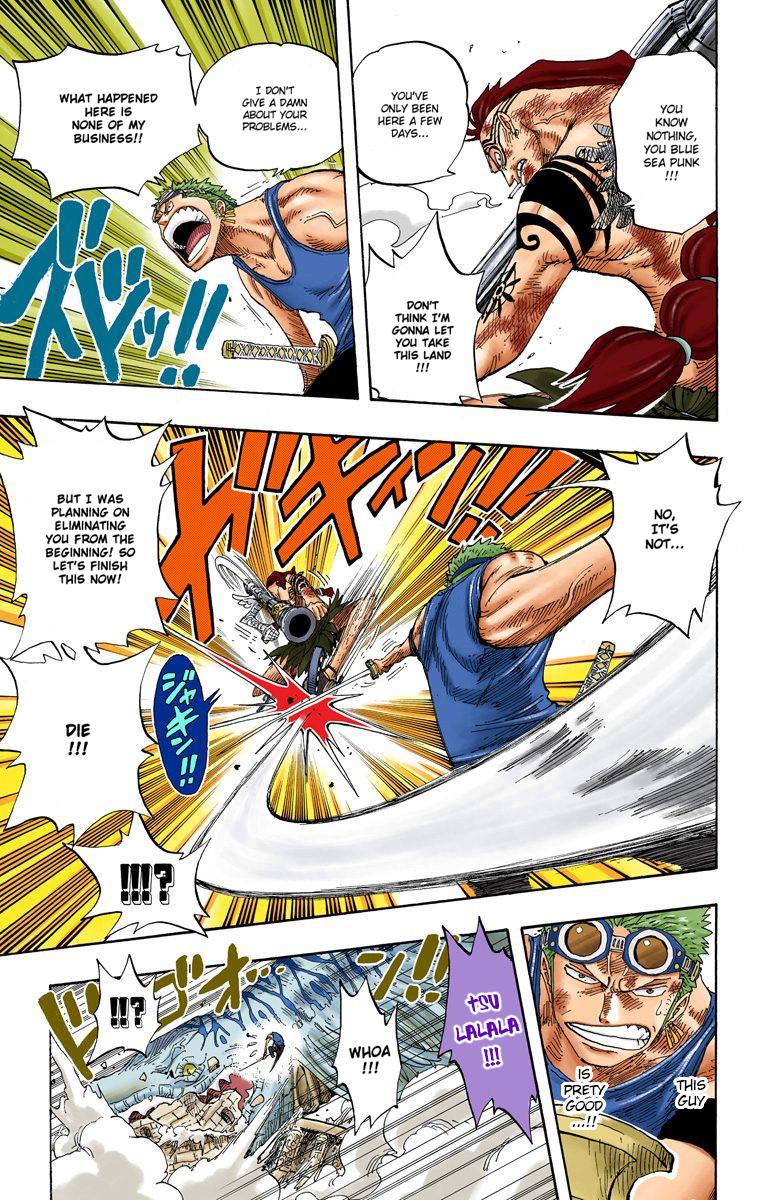 YOU KNOW
NOTHING,
YOU BLUE
SEA PUNK
!!!
YOU'VE
ONLY BEEN
HERE A FEW
DAYS...
DON'T
THINK I'M
GONNA LET
YOU TAKE
THIS LAND
!!!
I DON'T
GIVE A DAMN
ABOUT YOUR
PROBLEMS...
WHAT HAPPENED
HERE IS
NONE OF MY
BUSINESS!!
ズドドッ!!
NO,
IT'S
NOT...
ドキィン!!!
BUT I WAS
PLANNING ON
ELIMINATING
YOU FROM THE
BEGINNING! SO
LET'S FINISH
THIS NOW!
ジャキン!!
DIE
!!!
!!!?
THIS
GUY
IS
PRETY
GOOD
...!!
TSU
LALALA
!!!
ドゴオ…ン!!
WHOA
!!!
!!?